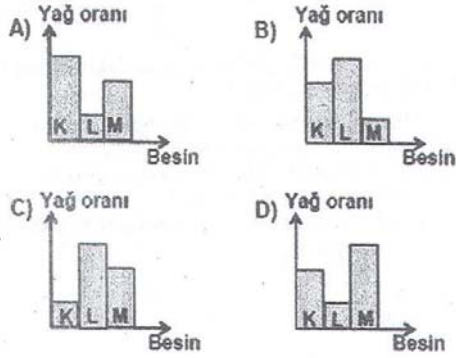 A) Yağ oranı
K L M
Besin
B) Yağ oranı
K L M
Besin
C) Yağ oranı
K L M
Besin
D) Yağ oranı
K L M
Besin